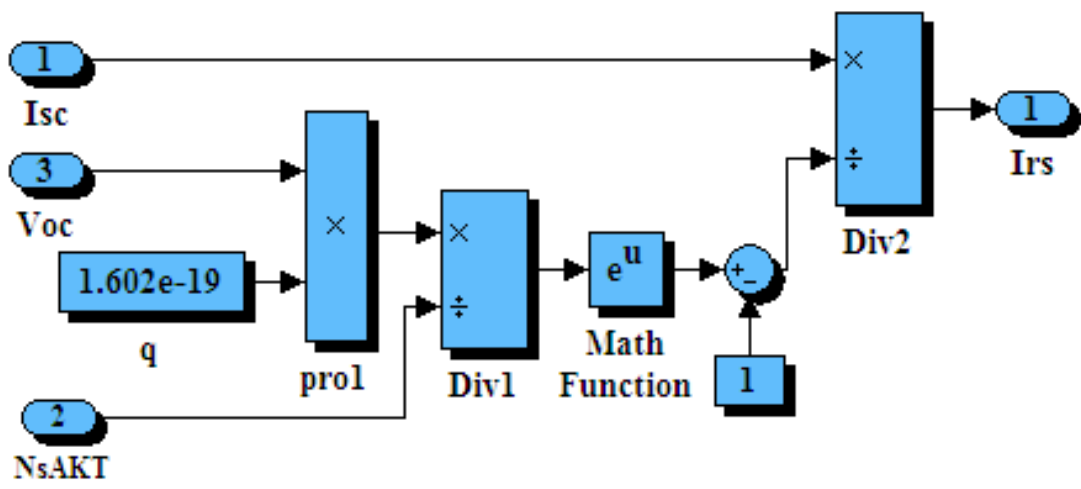 1
Isc
3
Voc
1.602e-19
q
2
NsAKT
×
pro1
×
÷
Div1
e^u
Math
Function
+
−
1
×
÷
Div2
1
Irs